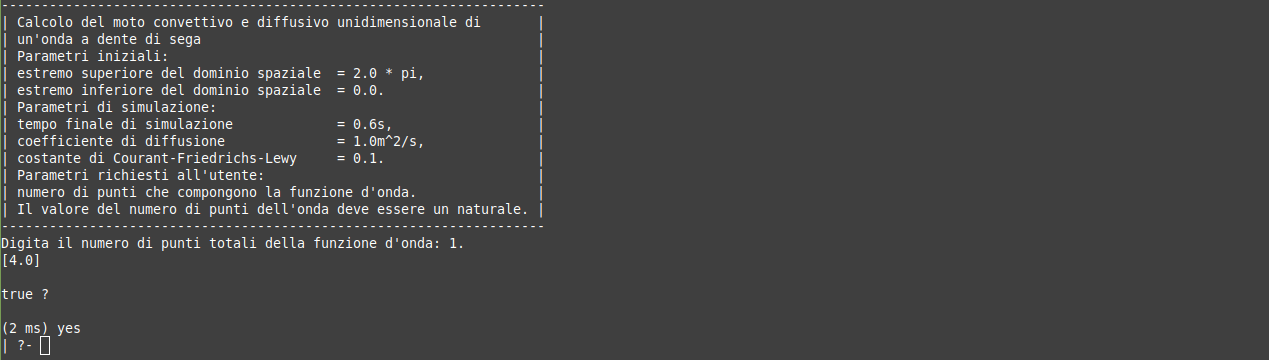 --------------------------------------------------------------------
| Calcolo del moto convettivo e diffusivo unidimensionale di       |
| un'onda a dente di sega                                          |
| Parametri iniziali:                                              |
| estremo superiore del dominio spaziale  = 2.0 * pi,              |
| estremo inferiore del dominio spaziale  = 0.0.                   |
| Parametri di simulazione:                                        |
| tempo finale di simulazione             = 0.6s,                  |
| coefficiente di diffusione              = 1.0m^2/s,              |
| costante di Courant-Friedrichs-Lewy     = 0.1.                   |
| Parametri richiesti all'utente:                                  |
| numero di punti che compongono la funzione d'onda.               |
| Il valore del numero di punti dell'onda deve essere un naturale. |
--------------------------------------------------------------------
Digita il numero di punti totali della funzione d'onda: 1.
[4.0]
true ?
(2 ms) yes
| ?-